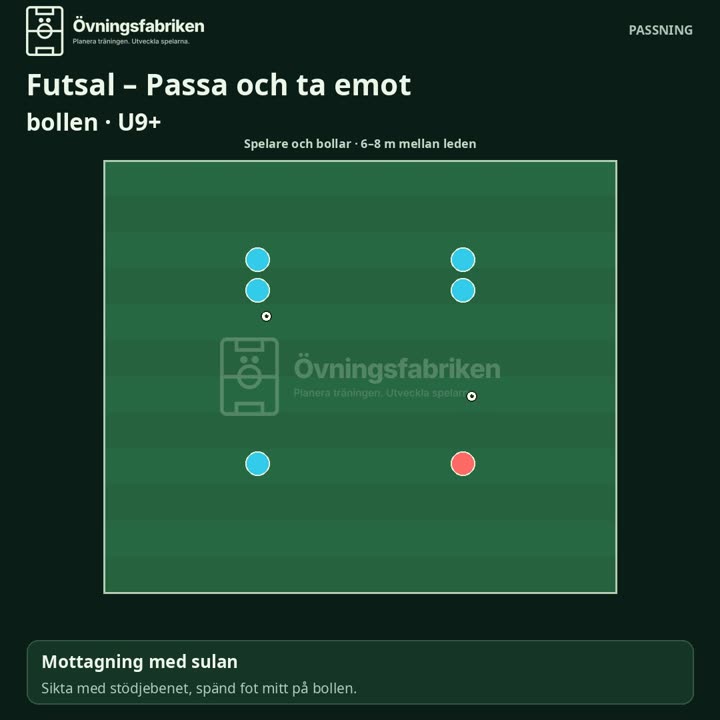 Övningsfabriken
Planera träningen. Utveckla spelarna.
PASSNING
Futsal – Passa och ta emot
bollen · U9+
Spelare och bollar · 6–8 m mellan leden
Övningsfabriken
Planera träningen. Utveckla spelarna.
Mottagning med sulan
Sikta med stödjebenet, spänd fot mitt på bollen.